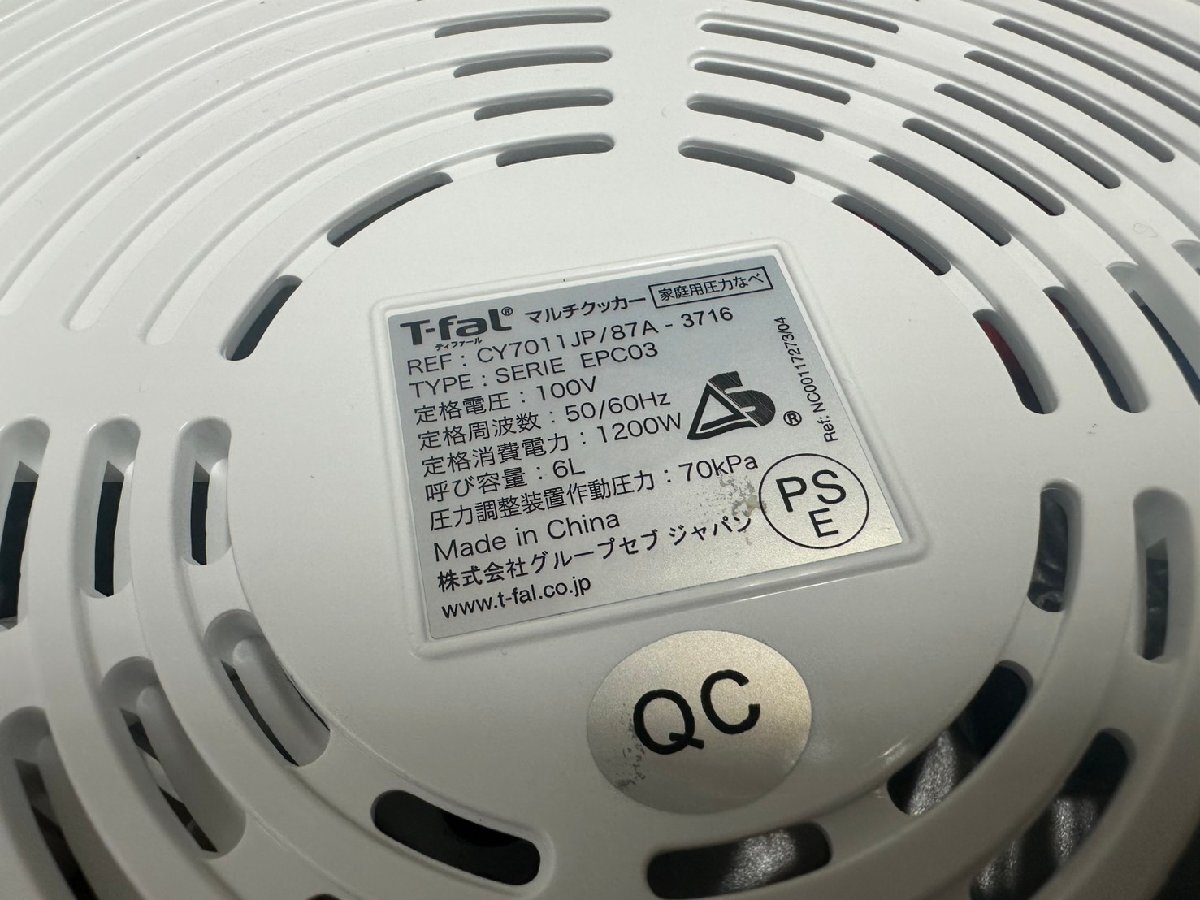 T-fal® マルチクッカー 家庭用圧力なべ
ティファール
REF : CY7011JP/87A - 3716
TYPE : SERIE EPC03
定格電圧 : 100V
定格周波数 : 50/60Hz
定格消費電力 : 1200W
呼び容量 : 6L
圧力調整装置作動圧力 : 70kPa
Made in China
株式会社グループセブ ジャパン
www.t-fal.co.jp
S ®
Ref: NC00117273/04
PS
E
QC